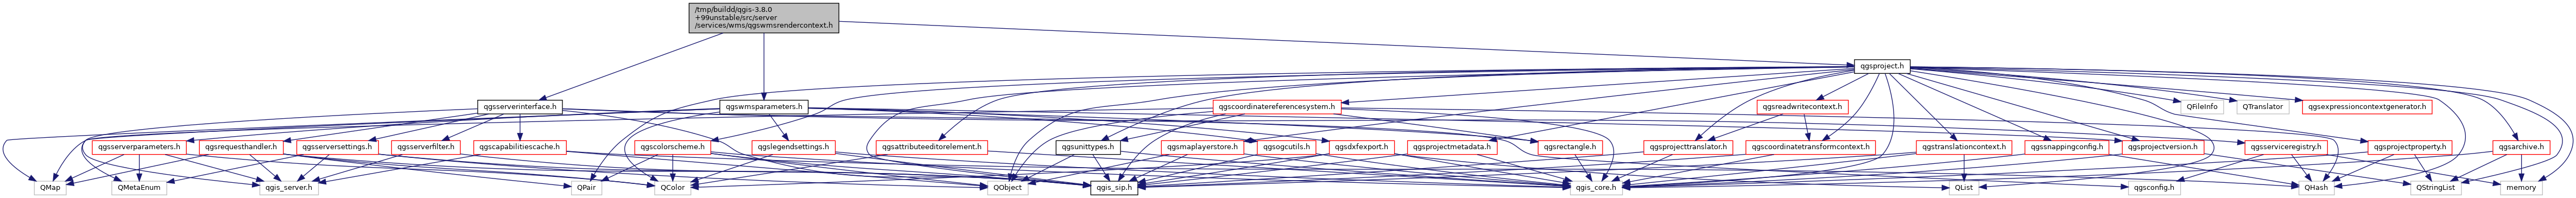 /tmp/buildd/qgis-3.8.0
+99unstable/src/server
/services/wms/qgswmsrendercontext.h
qgsproject.h
qgsserverinterface.h
qgswmsparameters.h
qgscoordinatereferencesystem.h
qgsreadwritecontext.h
QFileInfo
QTranslator
qgsexpressioncontextgenerator.h
qgsserverparameters.h
qgsrequesthandler.h
qgsserversettings.h
qgsserverfilter.h
qgscapabilitiescache.h
qgscolorscheme.h
qgslegendsettings.h
qgsattributeeditorelement.h
qgsunittypes.h
qgsmaplayerstore.h
qgsogcutils.h
qgsdxfexport.h
qgsprojectmetadata.h
qgsrectangle.h
qgsprojecttranslator.h
qgscoordinatetransformcontext.h
qgstranslationcontext.h
qgssnappingconfig.h
qgsprojectversion.h
qgsserviceregistry.h
qgsprojectproperty.h
qgsarchive.h
QMap
QMetaEnum
qgis_server.h
QPair
QColor
QObject
qgis_sip.h
qgis_core.h
QList
qgsconfig.h
QHash
QStringList
memory